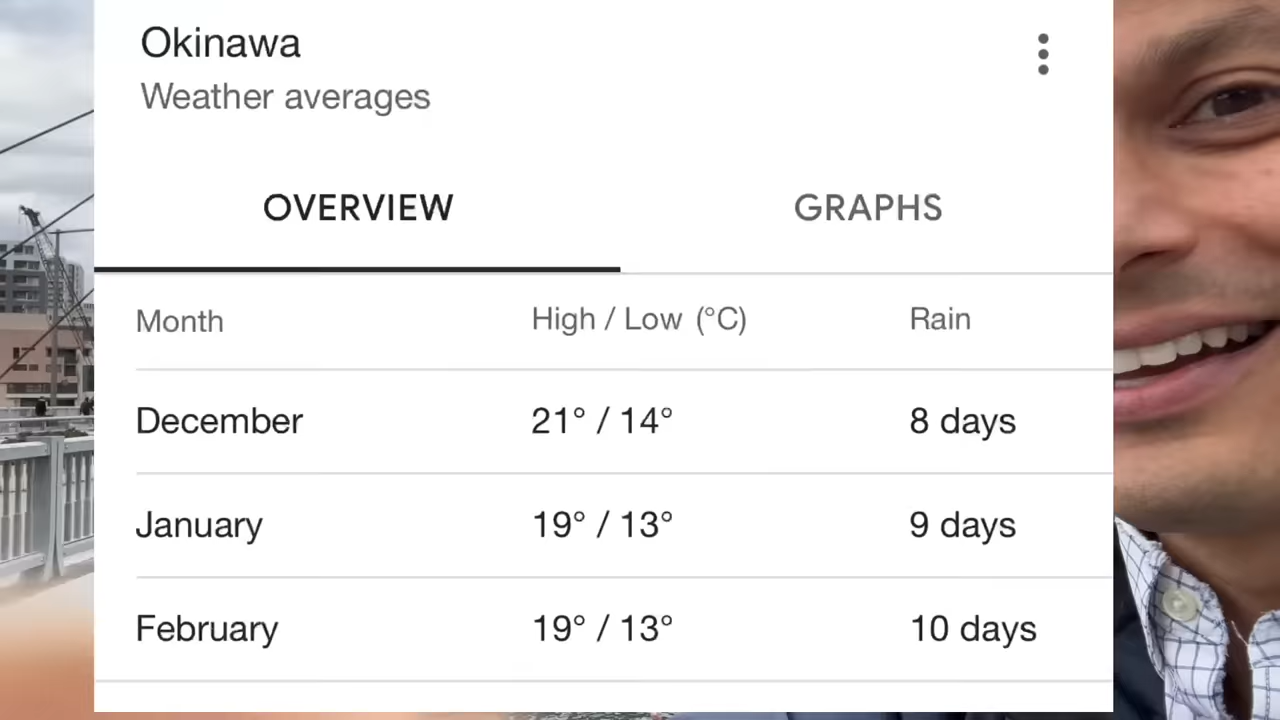 Okinawa
Weather averages
OVERVIEW GRAPHS
Month High / Low (°C) Rain
December 21° / 14° 8 days
January 19° / 13° 9 days
February 19° / 13° 10 days